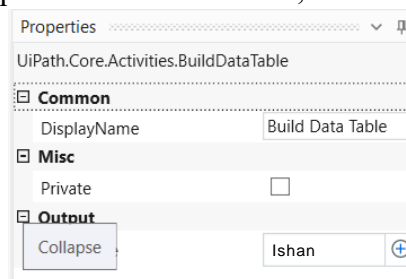 Properties
UiPath.Core.Activities.BuildDataTable
Common
DisplayName Build Data Table
Misc
Private
Output
Collapse Ishan